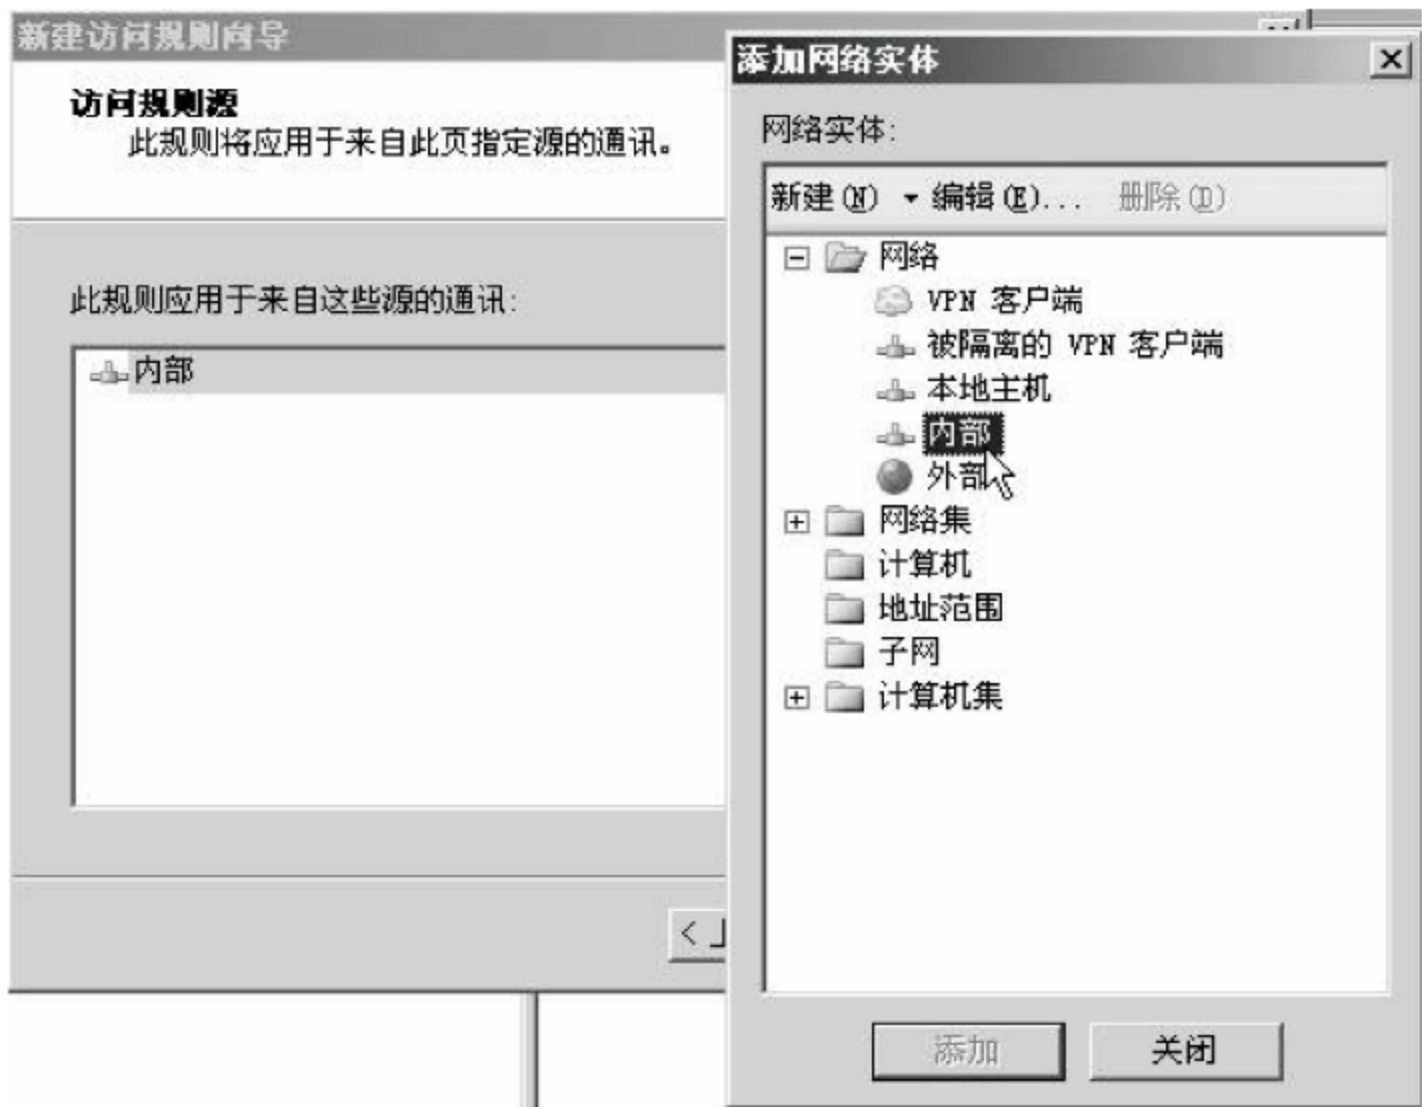 新建访问规则向导
访问规则源
此规则将应用于来自此页指定源的通讯。
此规则应用于来自这些源的通讯:
内部
<
添加网络实体
网络实体:
新建(N) 编辑(E)... 删除(D)
网络
VPN 客户端
被隔离的 VPN 客户端
本地主机
内部
外部
网络集
计算机
地址范围
子网
计算机集
添加 关闭